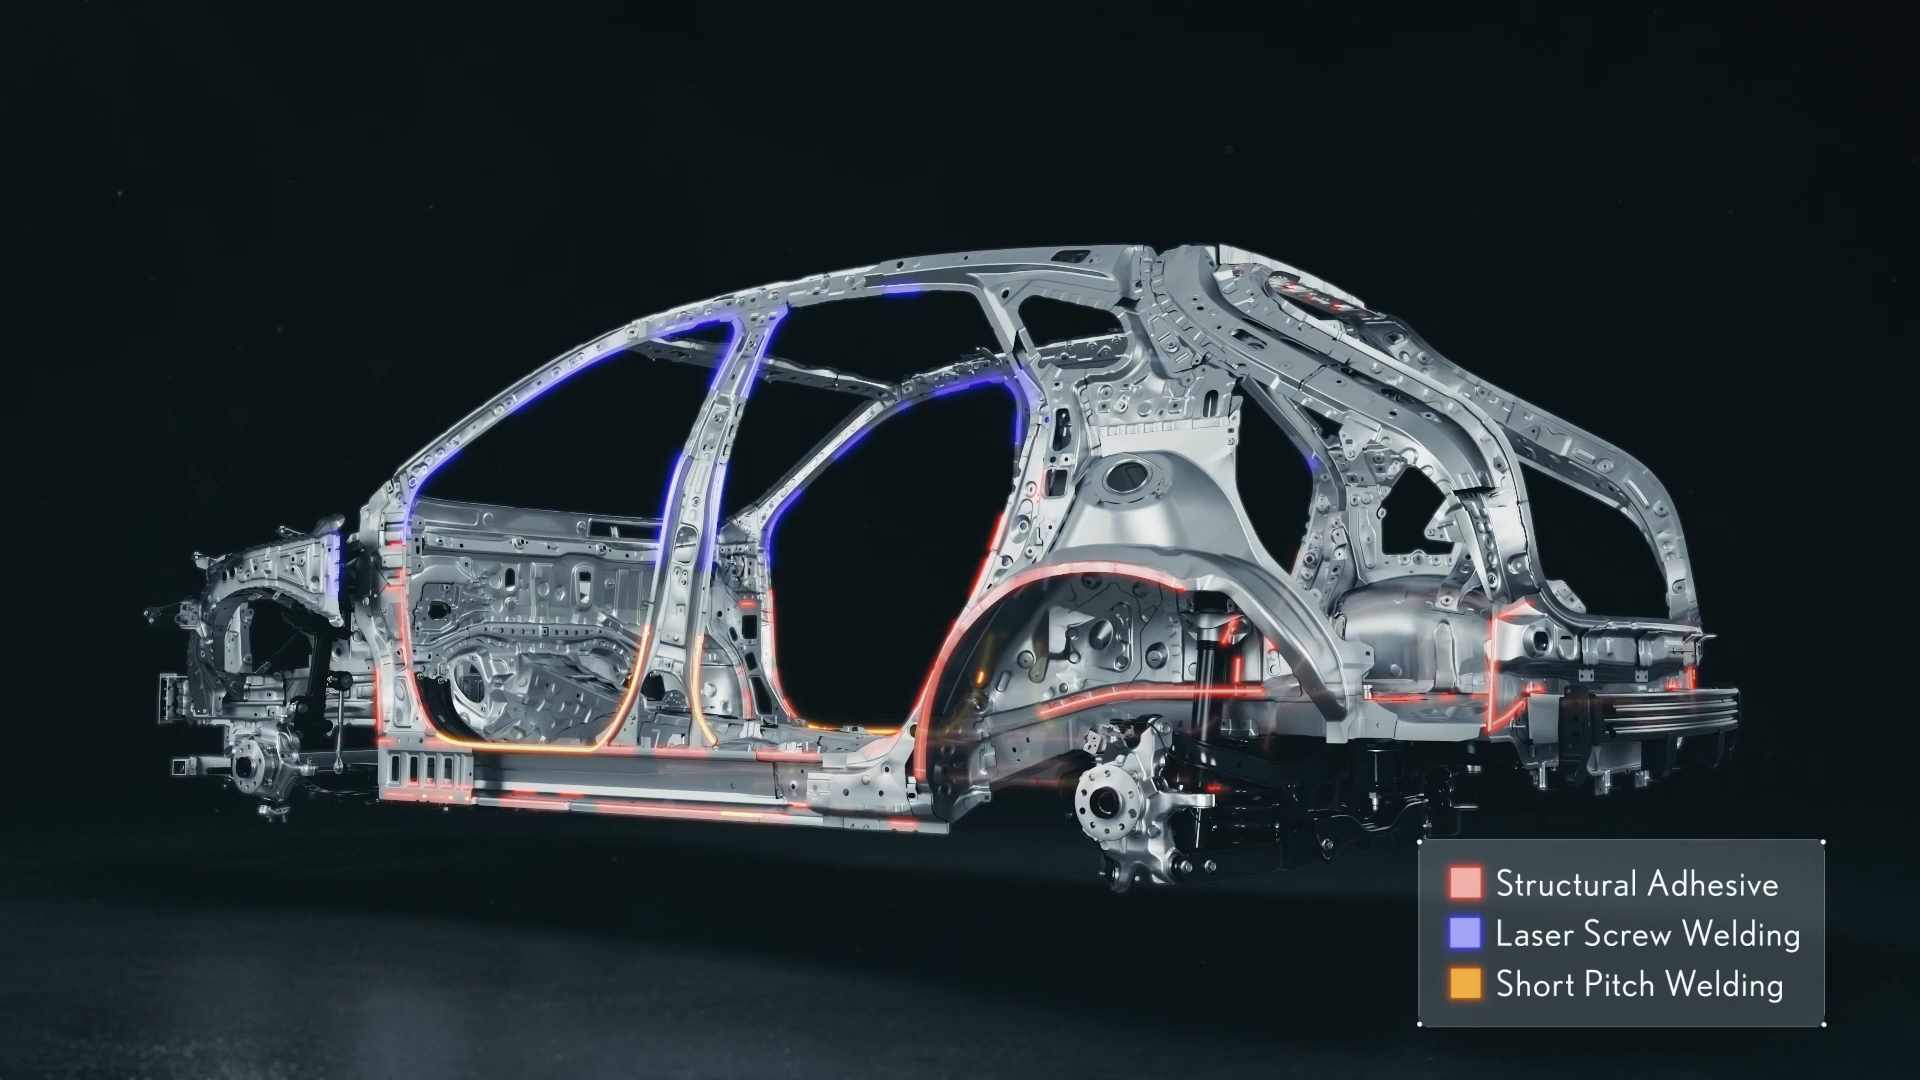 Structural Adhesive
Laser Screw Welding
Short Pitch Welding